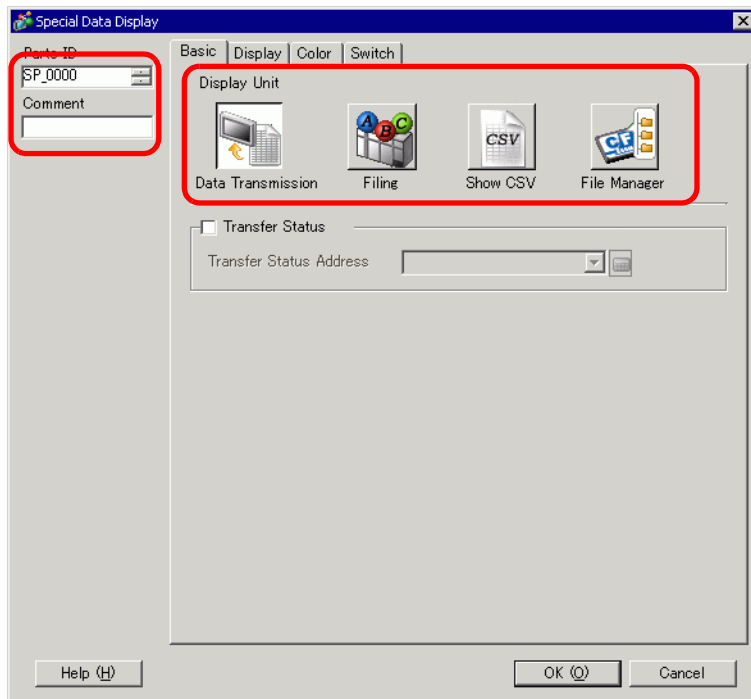 Special Data Display
Parts ID
SP_0000
Comment
Basic Display Color Switch
Display Unit
A B C
CSV
CF
Data Transmission Filing Show CSV File Manager
Transfer Status
Transfer Status Address
Help (H) OK (O) Cancel